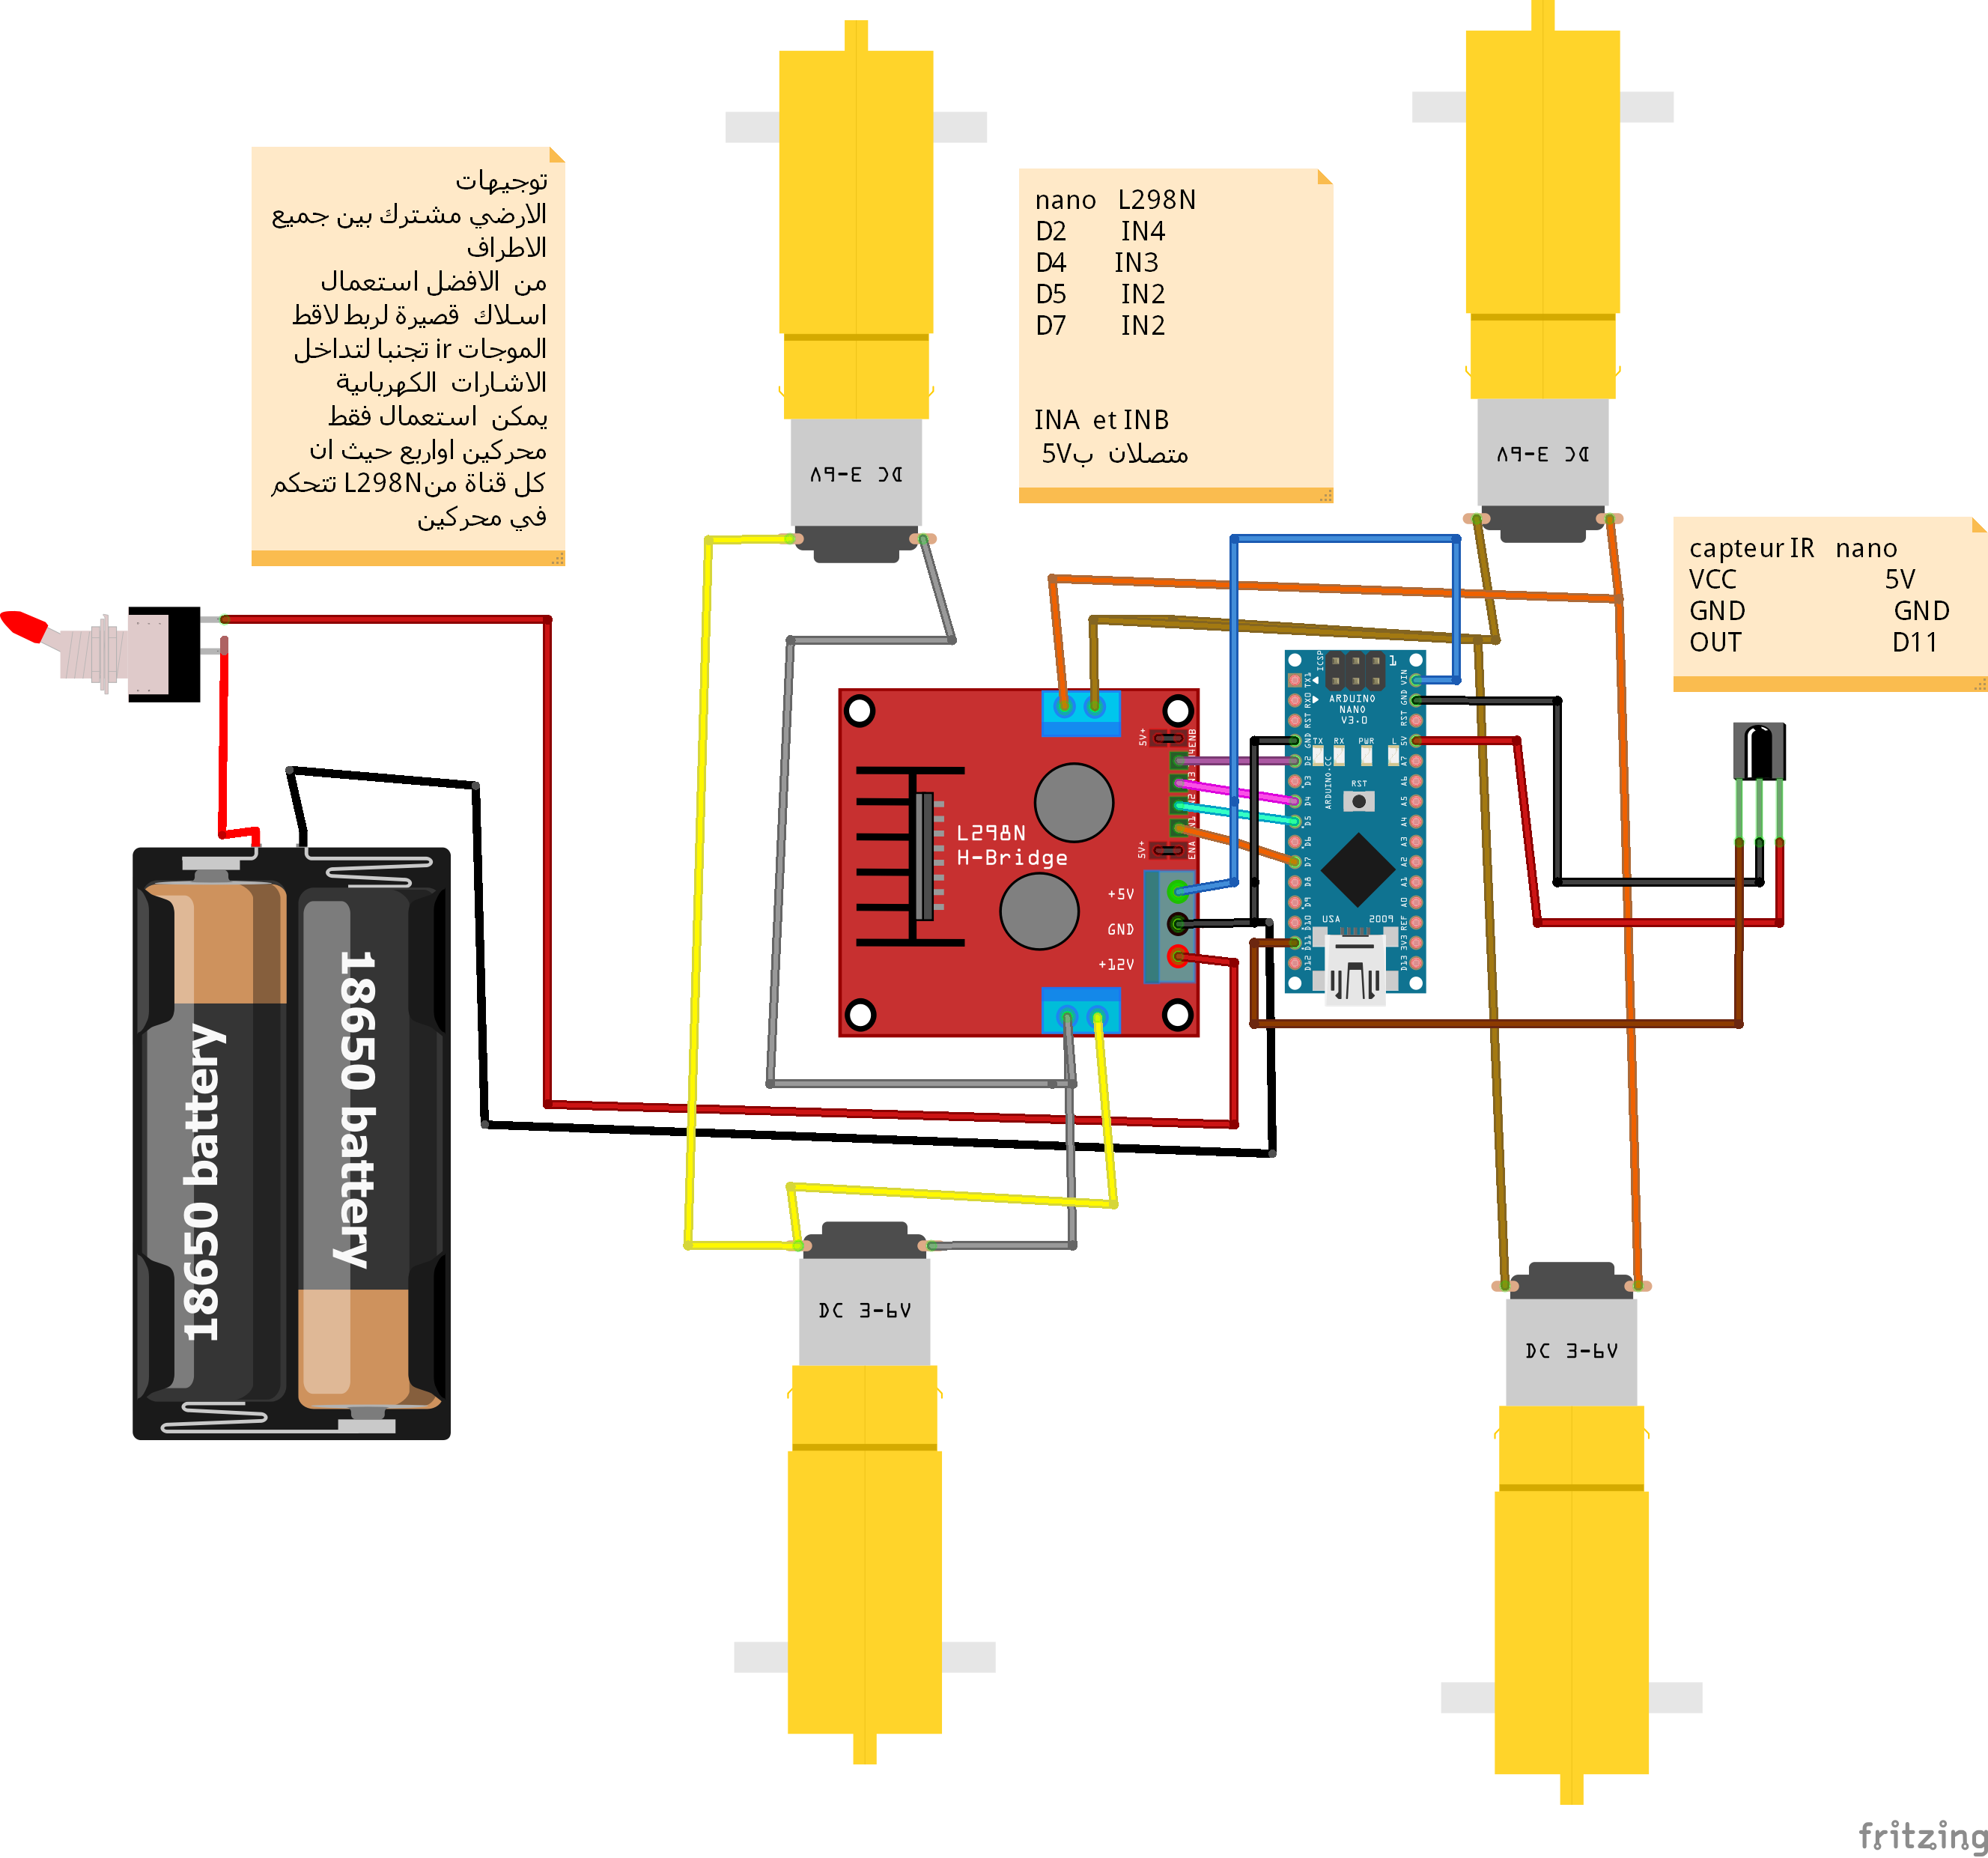 توجيهات
الارضي مشترك بين جميع
الاطراف
من الافضل استعمال
اسلاك قصيرة لربط لاقط
الموجات ir تجنبا لتداخل
الاشارات الكهربائية
يمكن استعمال فقط
محركين اواربع حيث ان
كل قناة منL298N تتحكم
في محركين
nano L298N
D2 IN4
D4 IN3
D5 IN2
D7 IN2
INA et INB
متصلان ب5V
capteur IR nano
VCC 5V
GND GND
OUT D11
DC 3-6V
DC 3-6V
DC 3-6V
DC 3-6V
18650 battery
18650 battery
L298N
H-Bridge
+5V
GND
+12V
5V+
ENB
IN3
IN2
IN1
5V+
ENA
ICSP
1
ARDUINO
NANO
V3.0
TX RX PWR L
RST
ARDUINO.CC
USA 2009
TX1
RX0
RST
GND
D2
D3
D4
D5
D6
D7
D8
D9
D10
D11
D12
VIN
GND
RST
5V
A7
A6
A5
A4
A3
A2
A1
A0
REF
3V3
D13
fritzing